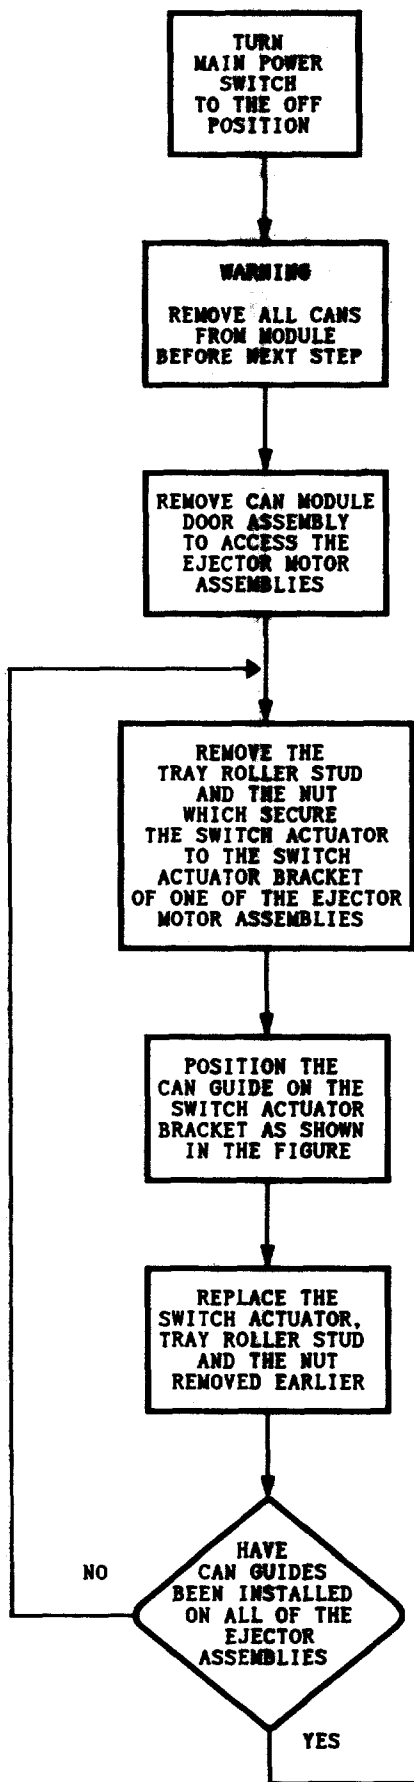 TURN
MAIN POWER
SWITCH
TO THE OFF
POSITION
WARNING
REMOVE ALL CANS
FROM MODULE
BEFORE NEXT STEP
REMOVE CAN MODULE
DOOR ASSEMBLY
TO ACCESS THE
EJECTOR MOTOR
ASSEMBLIES
REMOVE THE
TRAY ROLLER STUD
AND THE NUT
WHICH SECURE
THE SWITCH ACTUATOR
TO THE SWITCH
ACTUATOR BRACKET
OF ONE OF THE EJECTOR
MOTOR ASSEMBLIES
POSITION THE
CAN GUIDE ON THE
SWITCH ACTUATOR
BRACKET AS SHOWN
IN THE FIGURE
REPLACE THE
SWITCH ACTUATOR,
TRAY ROLLER STUD
AND THE NUT
REMOVED EARLIER
HAVE
CAN GUIDES
BEEN INSTALLED
ON ALL OF THE
EJECTOR
ASSEMBLIES
NO
YES